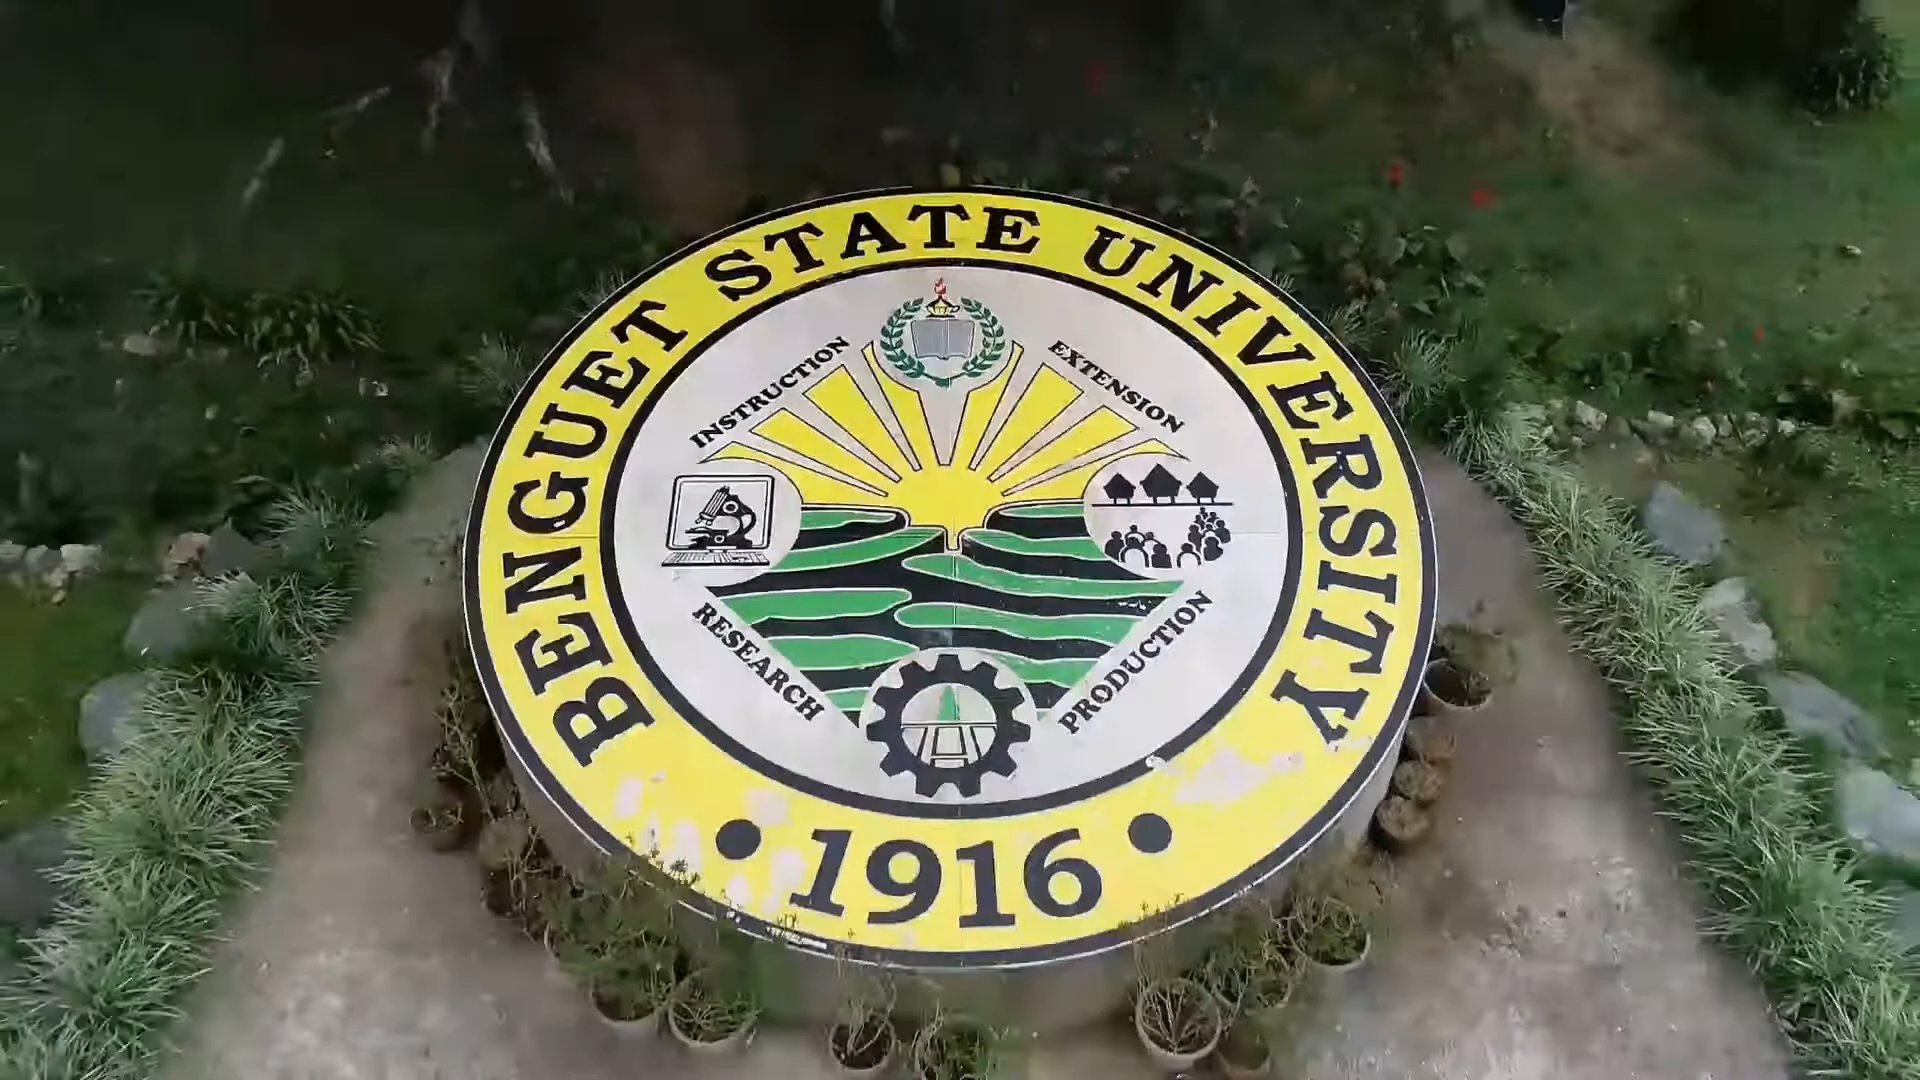 BENGUET STATE UNIVERSITY
INSTRUCTION
EXTENSION
RESEARCH
PRODUCTION
• 1916 •